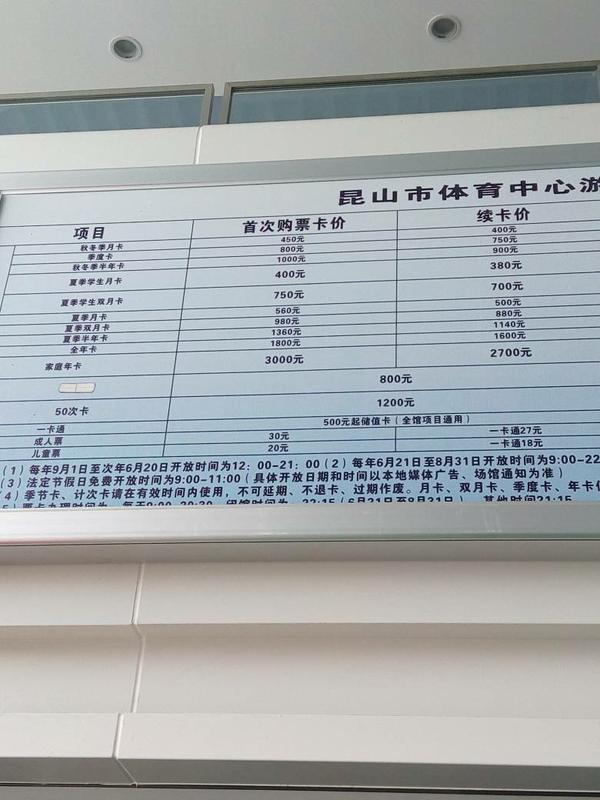 昆山市体育中心游
项目 首次购票卡价 续卡价
秋冬季月卡 450元 400元
季度卡 800元 750元
秋冬季半年卡 1000元 900元
夏季学生月卡 400元 380元
夏季学生双月卡 750元 700元
夏季月卡 560元 500元
夏季双月卡 980元 880元
夏季半年卡 1360元 1140元
全年卡 1800元 1600元
家庭年卡 3000元 2700元
800元
50次卡 1200元
一卡通 500元起储值卡（全馆项目通用）
成人票 30元 一卡通27元
儿童票 20元 一卡通18元
（1）每年9月1日至次年6月20日开放时间为12：00-21：00（2）每年6月21日至8月31日开放时间为9:00-22
（3）法定节假日免费开放时间为9:00-11:00（具体开放日期和时间以本地媒体广告、场馆通知为准）
（4）季节卡、计次卡请在有效时间内使用，不可延期、不退卡、过期作废。月卡、双月卡、季度卡、年卡